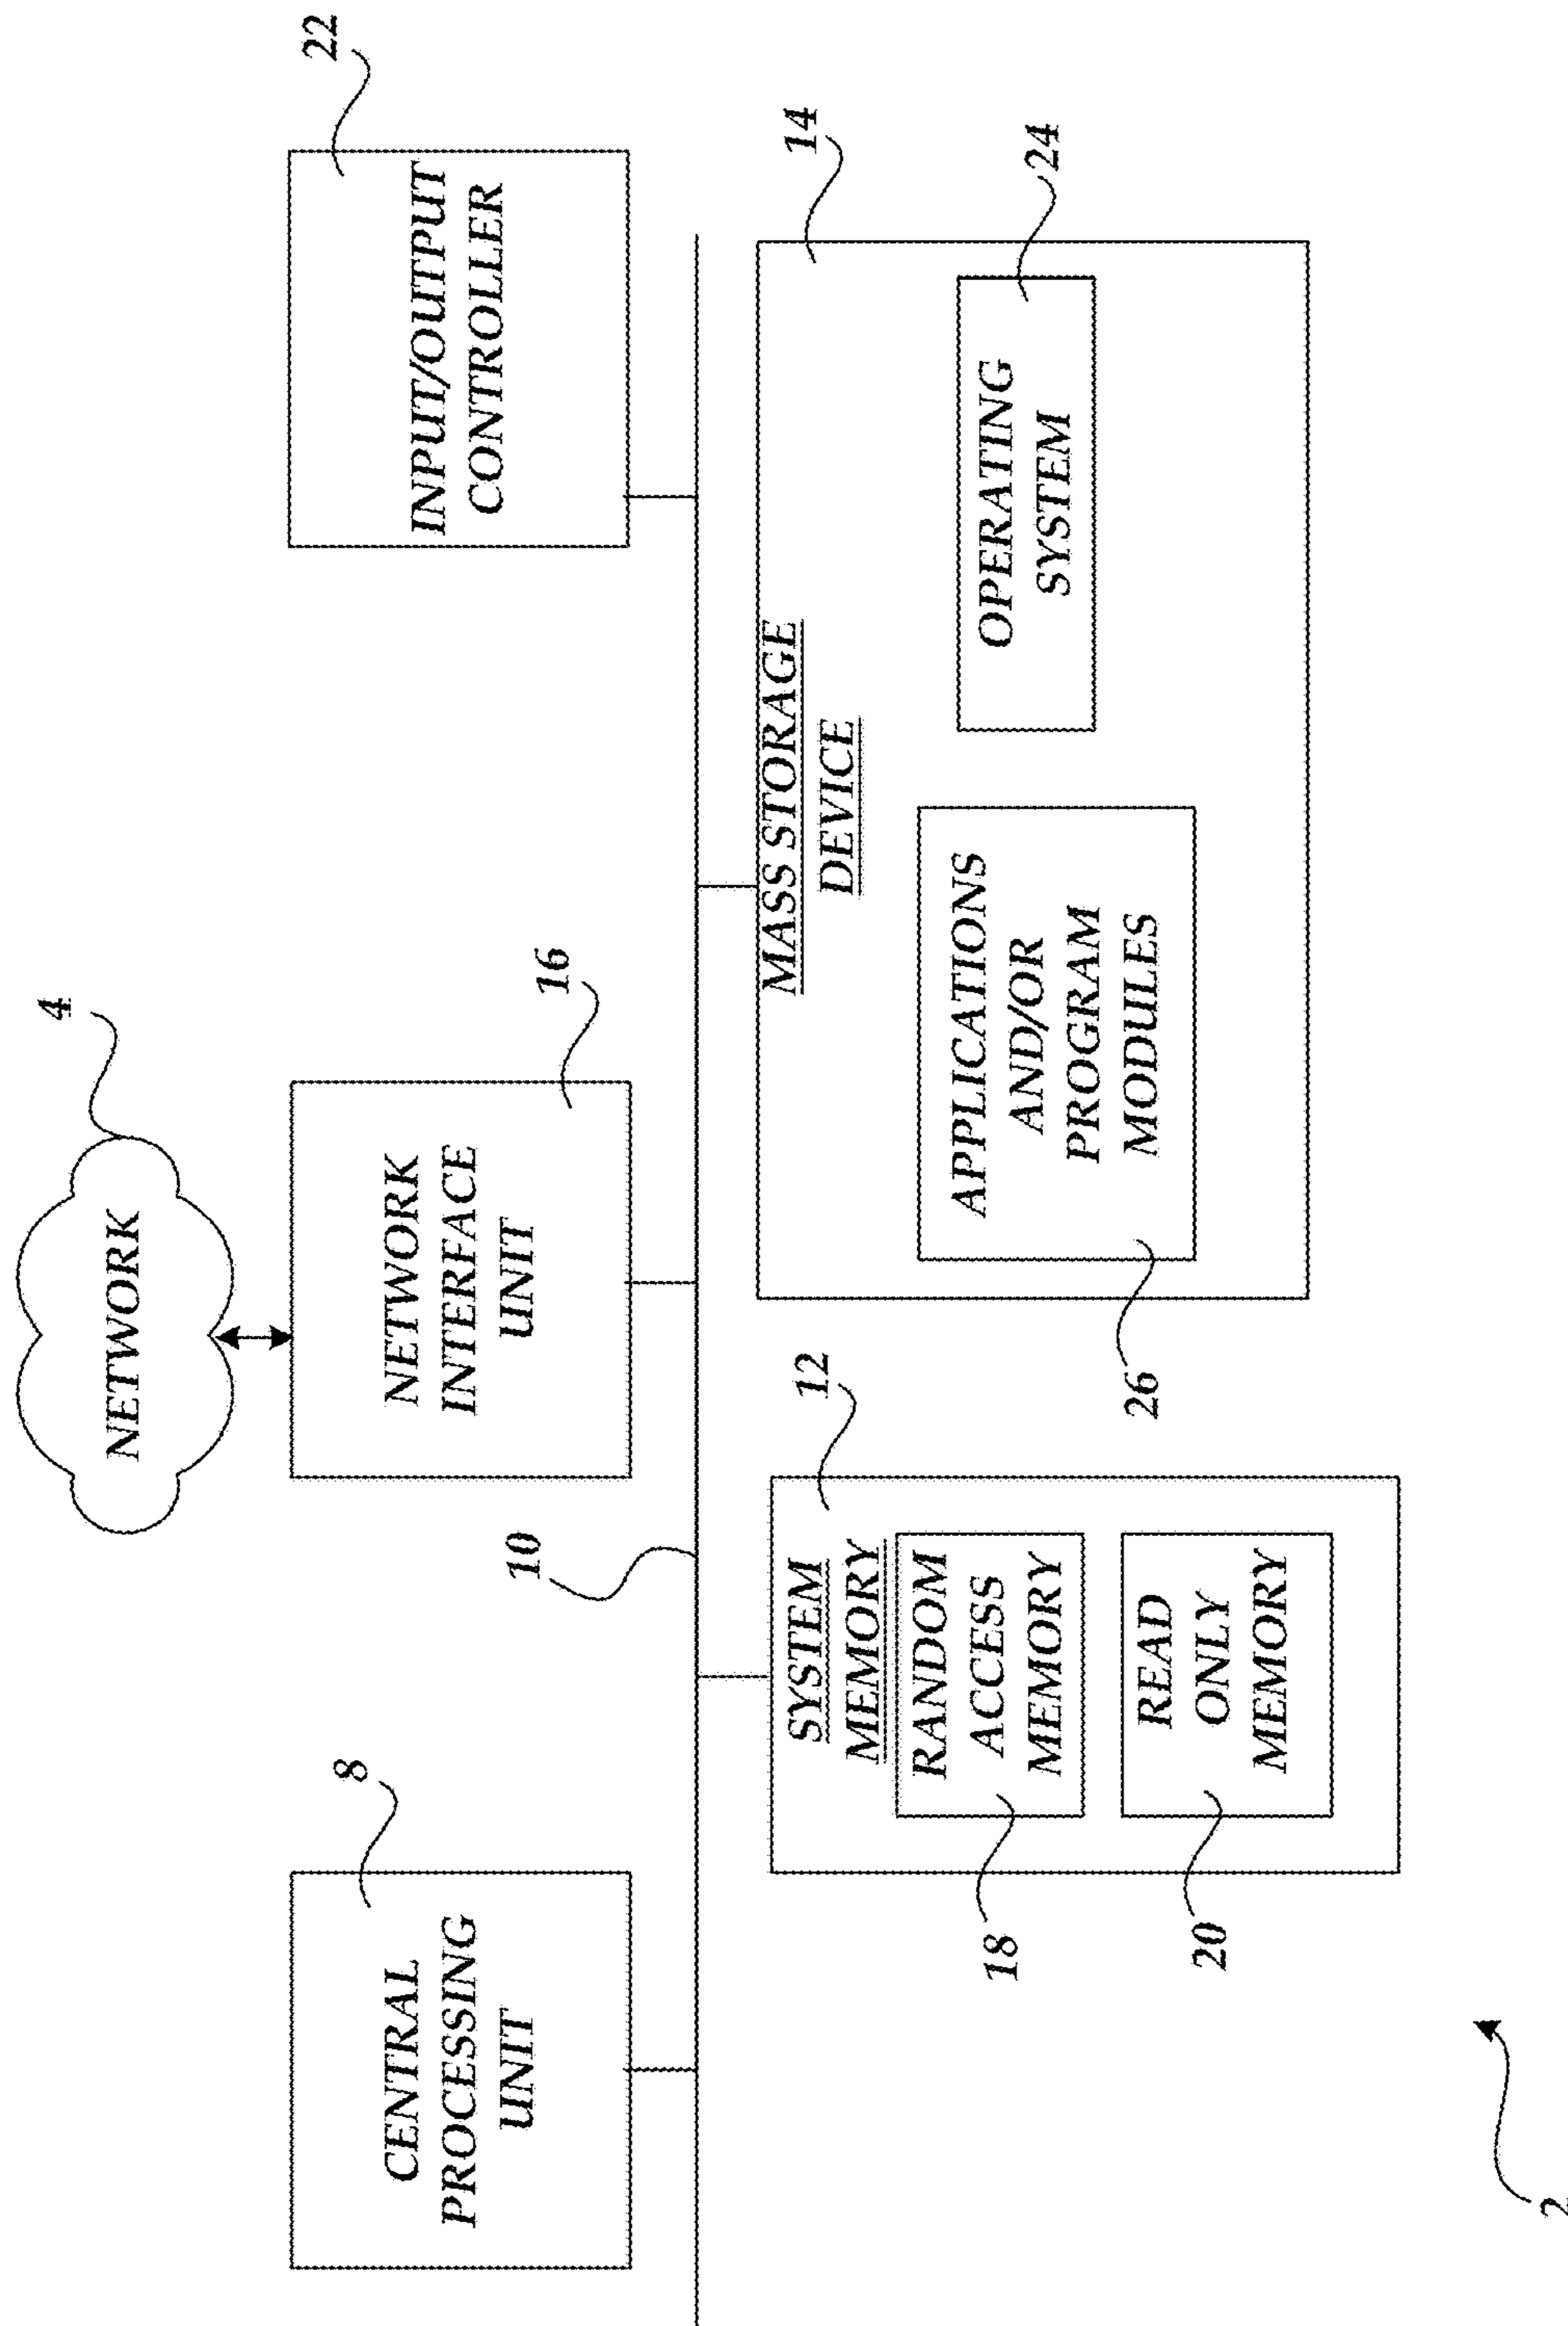 4
NETWORK
8
CENTRAL
PROCESSING
UNIT
16
NETWORK
INTERFACE
UNIT
22
INPUT/OUTPUT
CONTROLLER
10
12
SYSTEM
MEMORY
RANDOM
ACCESS
MEMORY
18
READ
ONLY
MEMORY
20
14
MASS STORAGE
DEVICE
APPLICATIONS
AND/OR
PROGRAM
MODULES
26
24
OPERATING
SYSTEM
2